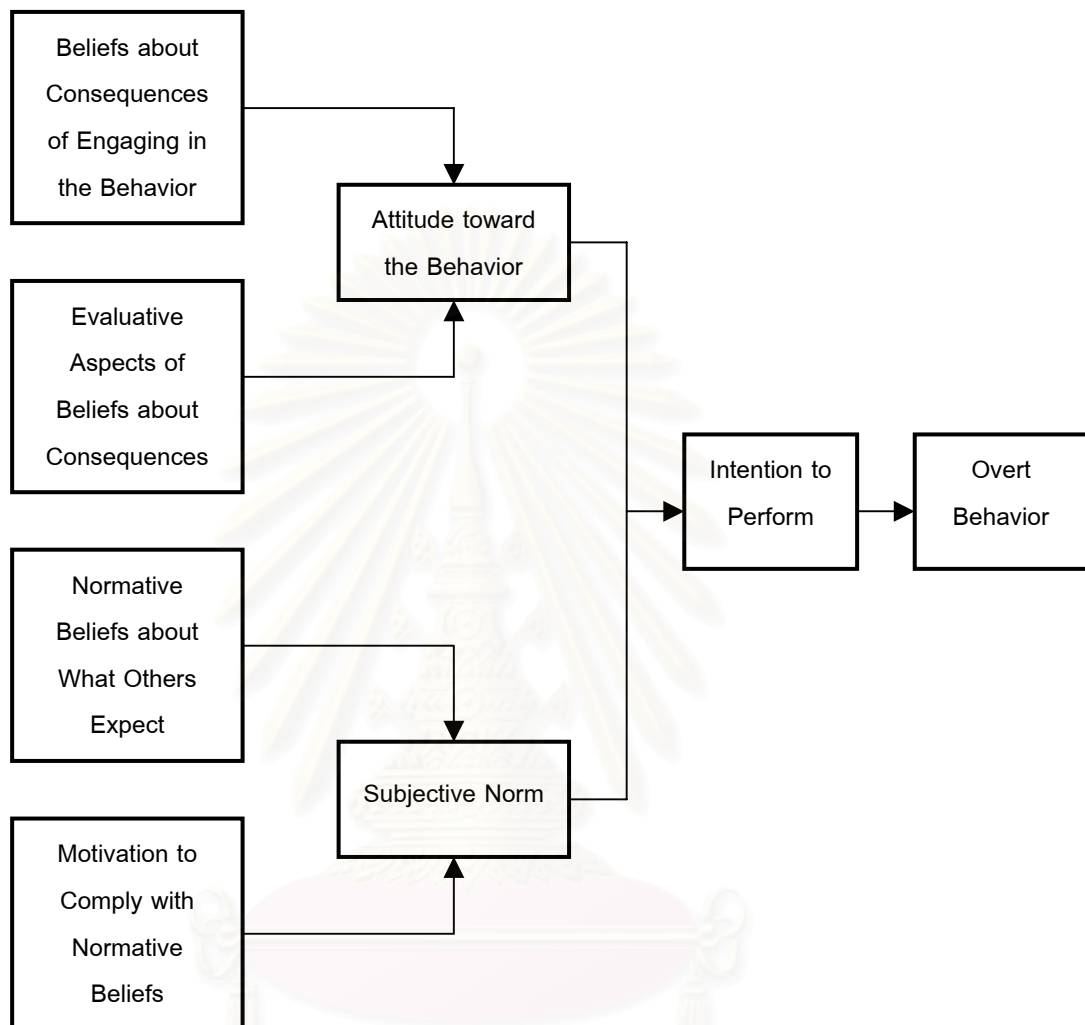 Beliefs about
Consequences
of Engaging in
the Behavior
Attitude toward
the Behavior
Evaluative
Aspects of
Beliefs about
Consequences
Intention to
Perform
Overt
Behavior
Normative
Beliefs about
What Others
Expect
Subjective Norm
Motivation to
Comply with
Normative
Beliefs